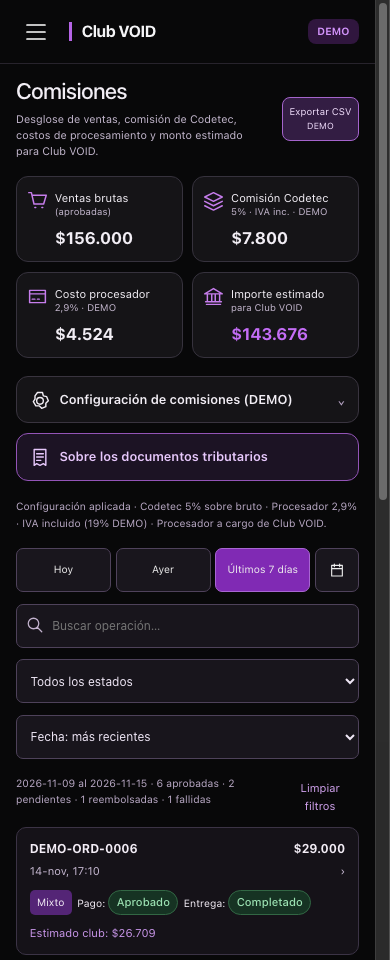 Club VOID
DEMO
Comisiones
Desglose de ventas, comisión de Codetec,
costos de procesamiento y monto estimado
para Club VOID.
Exportar CSV
DEMO
Ventas brutas
(aprobadas)
$156.000
Comisión Codetec
5% · IVA inc. · DEMO
$7.800
Costo procesador
2,9% · DEMO
$4.524
Importe estimado
para Club VOID
$143.676
Configuración de comisiones (DEMO)
Sobre los documentos tributarios
Configuración aplicada · Codetec 5% sobre bruto · Procesador 2,9%
· IVA incluido (19% DEMO) · Procesador a cargo de Club VOID.
Hoy
Ayer
Últimos 7 días
Buscar operación...
Todos los estados
Fecha: más recientes
2026-11-09 al 2026-11-15 · 6 aprobadas · 2
pendientes · 1 reembolsadas · 1 fallidas
Limpiar
filtros
DEMO-ORD-0006
$29.000
14-nov, 17:10
Mixto Pago: Aprobado Entrega: Completado
Estimado club: $26.709